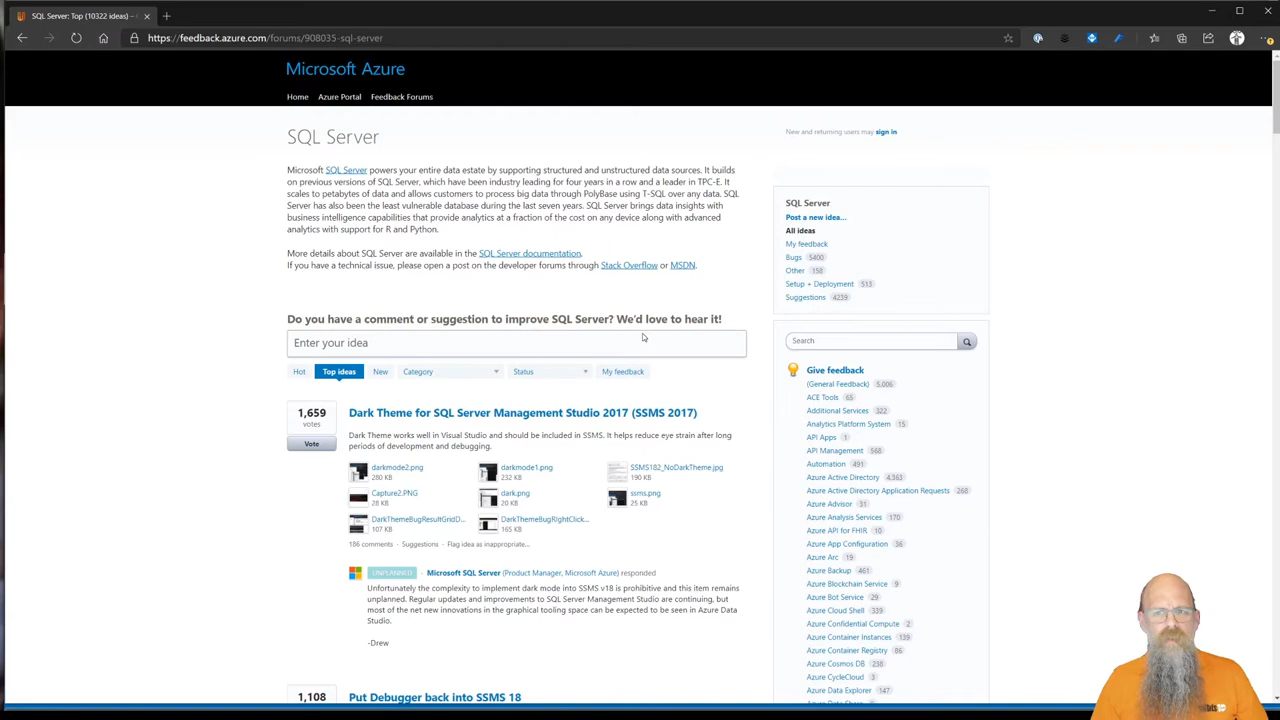 SQL Server: Top (10322 ideas) –
https://feedback.azure.com/forums/908035-sql-server
Microsoft Azure
Home Azure Portal Feedback Forums
SQL Server
New and returning users may sign in
Microsoft SQL Server powers your entire data estate by supporting structured and unstructured data sources. It builds
on previous versions of SQL Server, which have been industry leading for four years in a row and a leader in TPC-E. It
scales to petabytes of data and allows customers to process big data through PolyBase using T-SQL over any data. SQL
Server has also been the least vulnerable database during the last seven years. SQL Server brings data insights with
business intelligence capabilities that provide analytics at a fraction of the cost on any device along with advanced
analytics with support for R and Python.
More details about SQL Server are available in the SQL Server documentation.
If you have a technical issue, please open a post on the developer forums through Stack Overflow or MSDN.
Do you have a comment or suggestion to improve SQL Server? We'd love to hear it!
Enter your idea
Hot Top ideas New Category Status My feedback
1,659
votes
Vote
Dark Theme for SQL Server Management Studio 2017 (SSMS 2017)
Dark Theme works well in Visual Studio and should be included in SSMS. It helps reduce eye strain after long
periods of development and debugging.
darkmode2.png
280 KB
darkmode1.png
232 KB
SSMS182_NoDarkTheme.jpg
190 KB
Capture2.PNG
28 KB
dark.png
20 KB
ssms.png
25 KB
DarkThemeBugResultGridD...
107 KB
DarkThemeBugRightClick...
165 KB
186 comments · Suggestions · Flag idea as inappropriate...
UNPLANNED · Microsoft SQL Server (Product Manager, Microsoft Azure) responded
Unfortunately the complexity to implement dark mode into SSMS v18 is prohibitive and this item remains
unplanned. Regular updates and improvements to SQL Server Management Studio are continuing, but
most of the net new innovations in the graphical tooling space can be expected to be seen in Azure Data
Studio.
-Drew
1,108
Put Debugger back into SSMS 18
SQL Server
Post a new idea...
All ideas
My feedback
Bugs 5400
Other 158
Setup + Deployment 513
Suggestions 4239
Search
Give feedback
(General Feedback) 5,006
ACE Tools 65
Additional Services 322
Analytics Platform System 15
API Apps 1
API Management 568
Automation 491
Azure Active Directory 4,363
Azure Active Directory Application Requests 268
Azure Advisor 31
Azure Analysis Services 170
Azure API for FHIR 10
Azure App Configuration 36
Azure Arc 19
Azure Backup 461
Azure Blockchain Service 9
Azure Bot Service 29
Azure Cloud Shell 339
Azure Confidential Compute 2
Azure Container Instances 139
Azure Container Registry 86
Azure Cosmos DB 238
Azure CycleCloud 3
Azure Data Explorer 147